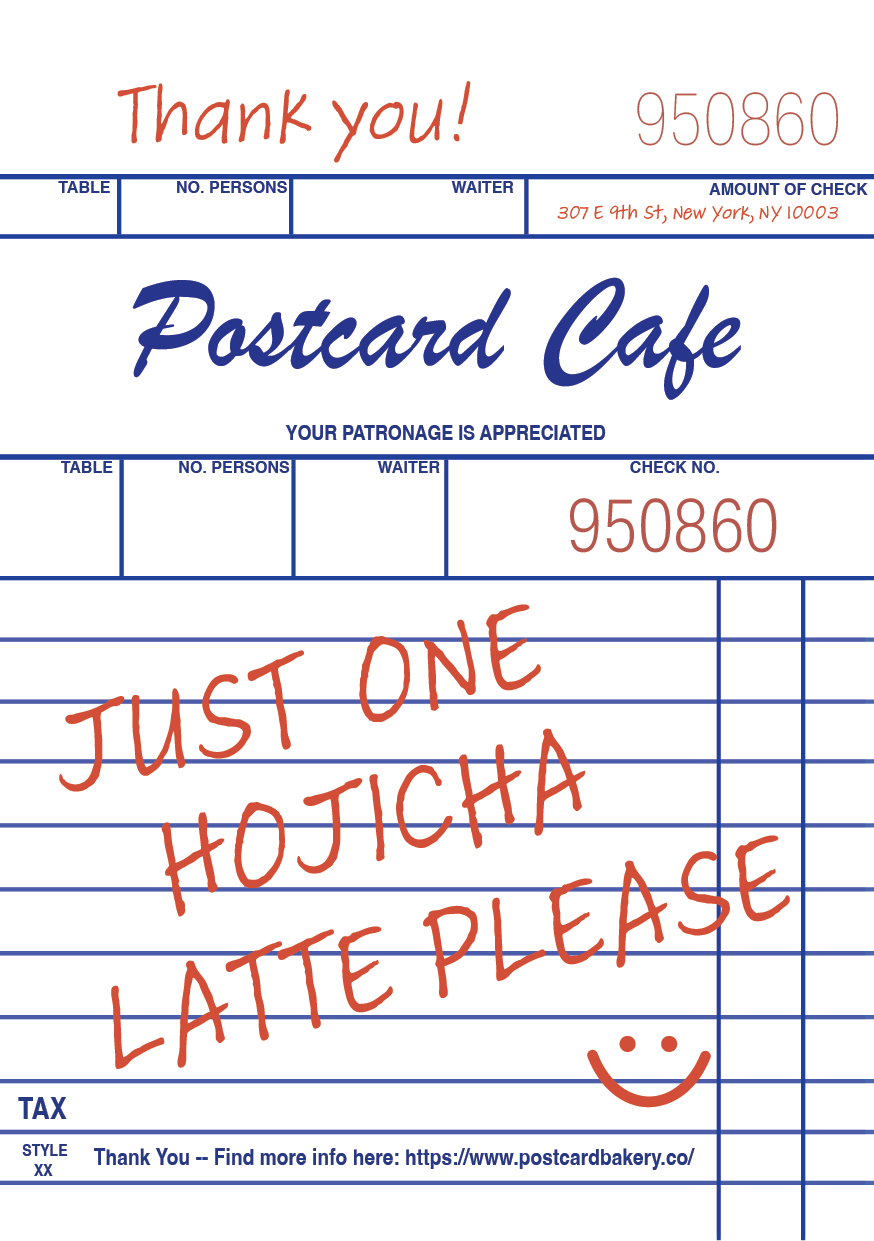 Thank you!
950860
TABLE NO. PERSONS WAITER AMOUNT OF CHECK
307 E 9th St, New York, NY 10003
Postcard Cafe
YOUR PATRONAGE IS APPRECIATED
TABLE NO. PERSONS WAITER CHECK NO.
950860
JUST ONE
HOJICHA
LATTE PLEASE
TAX
STYLE
XX
Thank You -- Find more info here: https://www.postcardbakery.co/